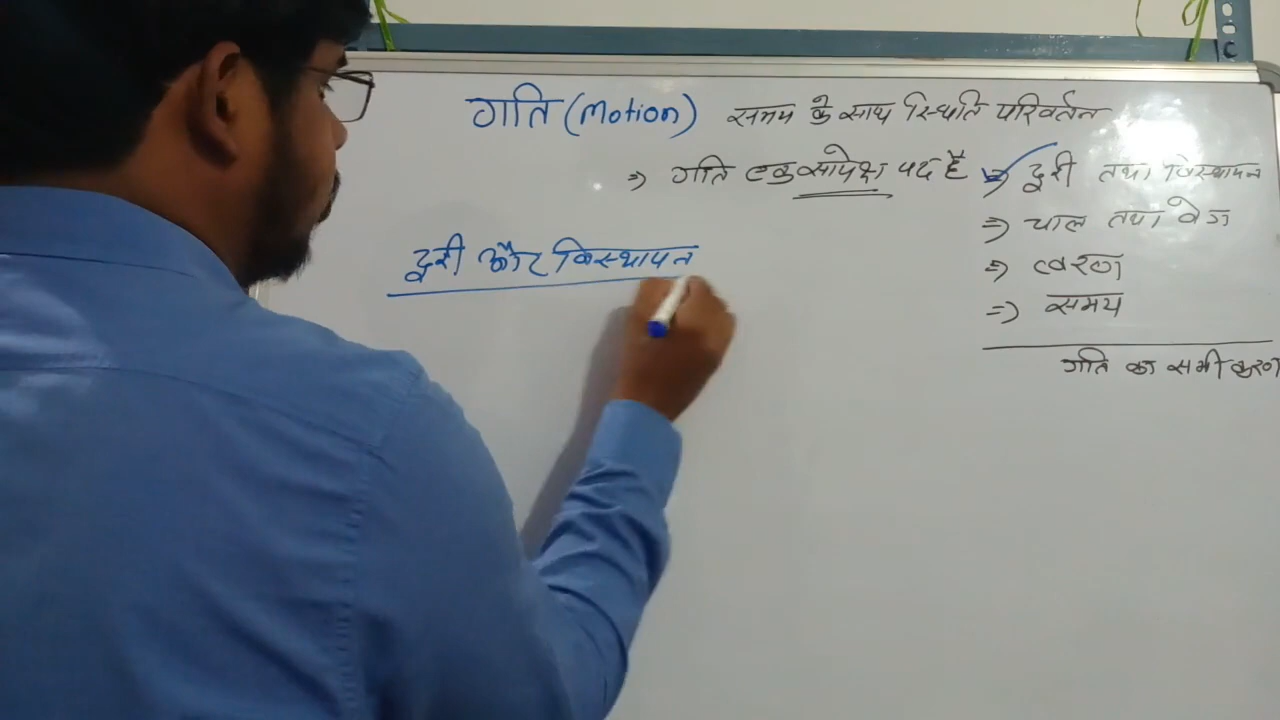 गति (Motion) समय के साथ स्थिति परिवर्तन
⇒ गति एक सापेक्ष पद है
⇒ दूरी तथा विस्थापन
⇒ चाल तथा वेग
⇒ त्वरण
⇒ समय
गति का समीकरण
दूरी और विस्थापन